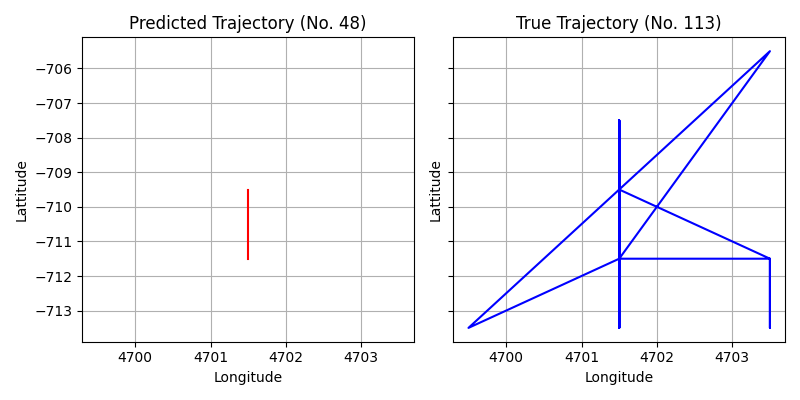 Predicted Trajectory (No. 48)
−706
−707
−708
−709
−710
−711
−712
−713
Lattitude
4700 4701 4702 4703
Longitude
True Trajectory (No. 113)
Lattitude
4700 4701 4702 4703
Longitude